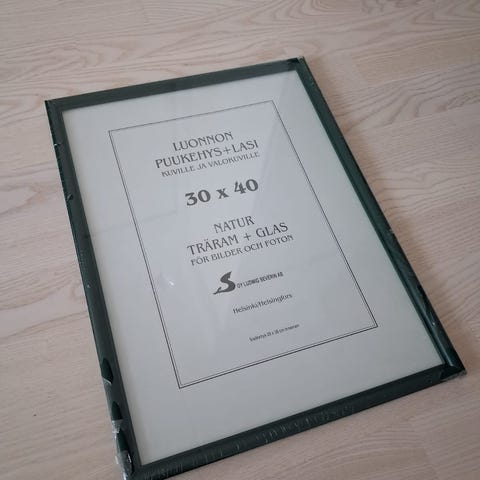 LUONNON
PUUKEHYS+LASI
KUVILLE JA VALOKUVILLE
30 x 40
NATUR
TRÄRAM + GLAS
FÖR BILDER OCH FOTON
OY LUDWIG SEVERIN AB
Helsinki/Helsingfors